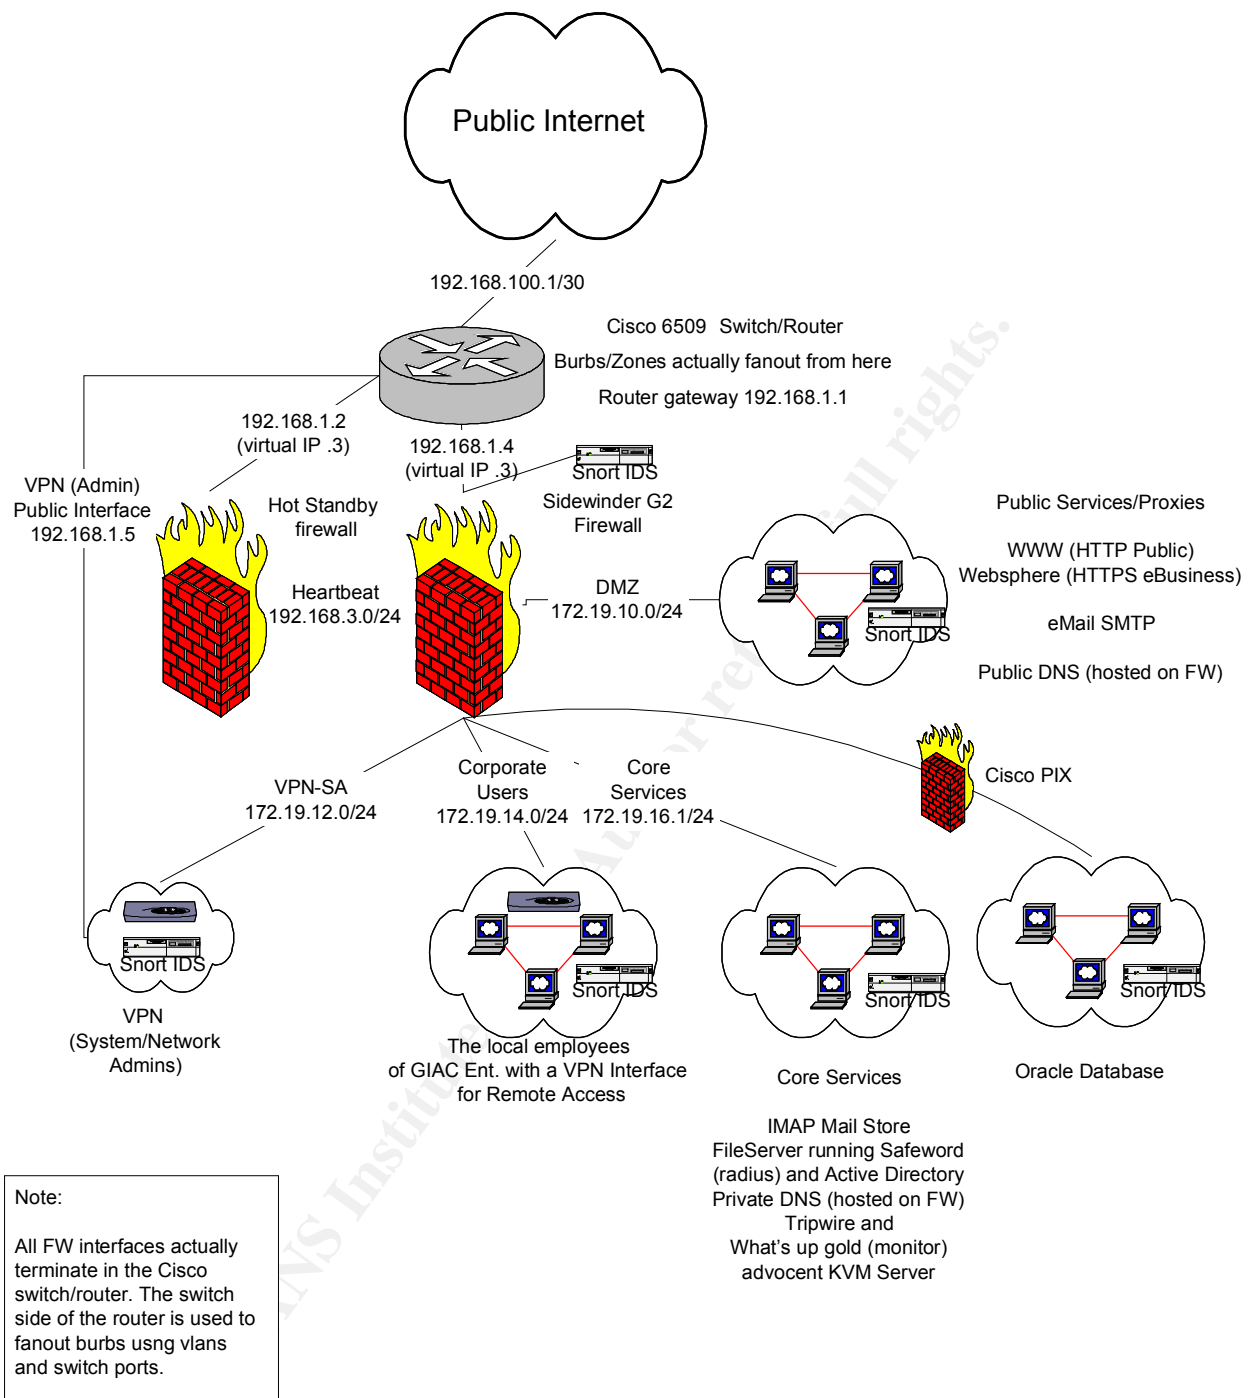 Public Internet
192.168.100.1/30
Cisco 6509  Switch/Router
Burbs/Zones actually fanout from here
Router gateway 192.168.1.1
192.168.1.2
(virtual IP .3)
192.168.1.4
(virtual IP .3)
Snort IDS
VPN (Admin)
Public Interface
192.168.1.5
Hot Standby
firewall
Sidewinder G2
Firewall
Heartbeat
192.168.3.0/24
DMZ
172.19.10.0/24
Snort IDS
Public Services/Proxies
WWW (HTTP Public)
Websphere (HTTPS eBusiness)
eMail SMTP
Public DNS (hosted on FW)
Cisco PIX
VPN-SA
172.19.12.0/24
Corporate
Users
172.19.14.0/24
Core
Services
172.19.16.1/24
Snort IDS
Snort IDS
Snort IDS
Snort IDS
VPN
(System/Network
Admins)
The local employees
of GIAC Ent. with a VPN Interface
for Remote Access
Core Services
IMAP Mail Store
FileServer running Safeword
(radius) and Active Directory
Private DNS (hosted on FW)
Tripwire and
What's up gold (monitor)
advocent KVM Server
Oracle Database
Note:
All FW interfaces actually
terminate in the Cisco
switch/router. The switch
side of the router is used to
fanout burbs usng vlans
and switch ports.
NS Institute
Author
full rights.